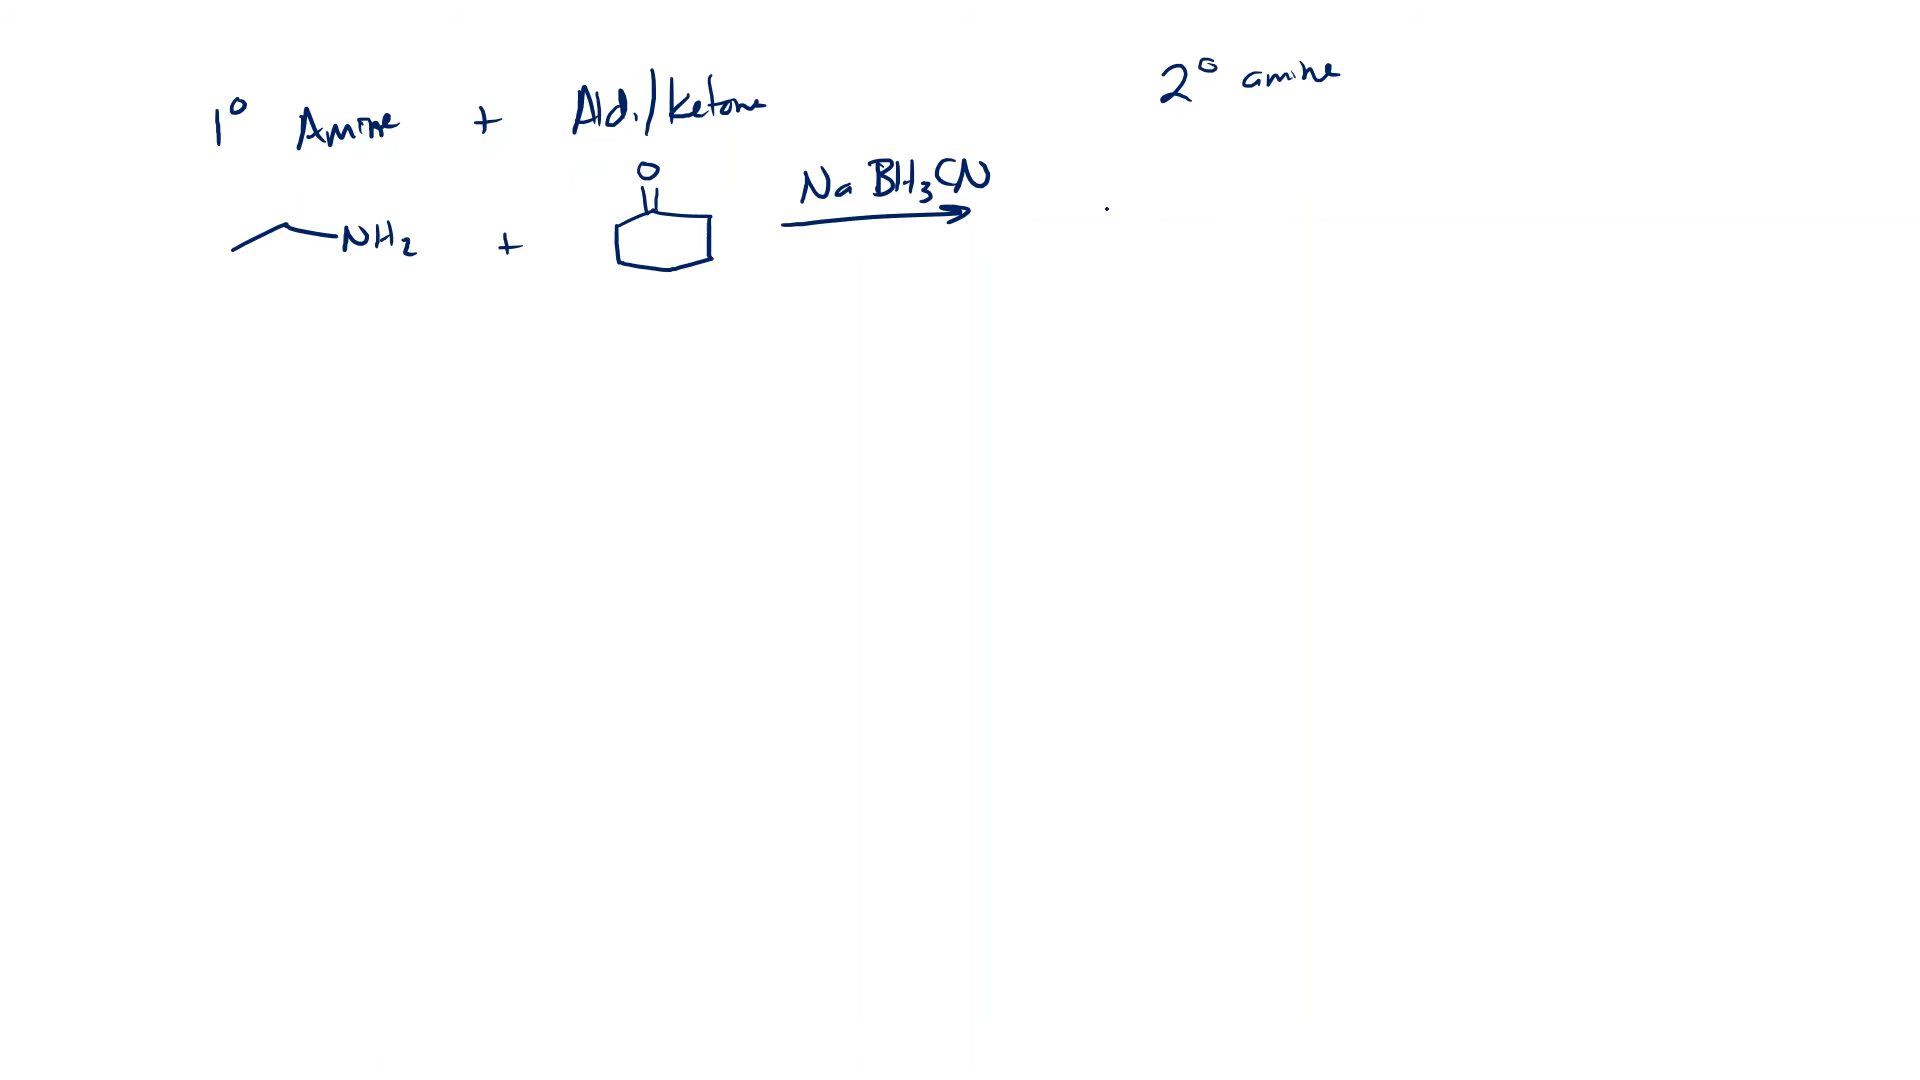 1° Amine + Ald./Ketone
2° amine
NH2 + O NaBH3CN